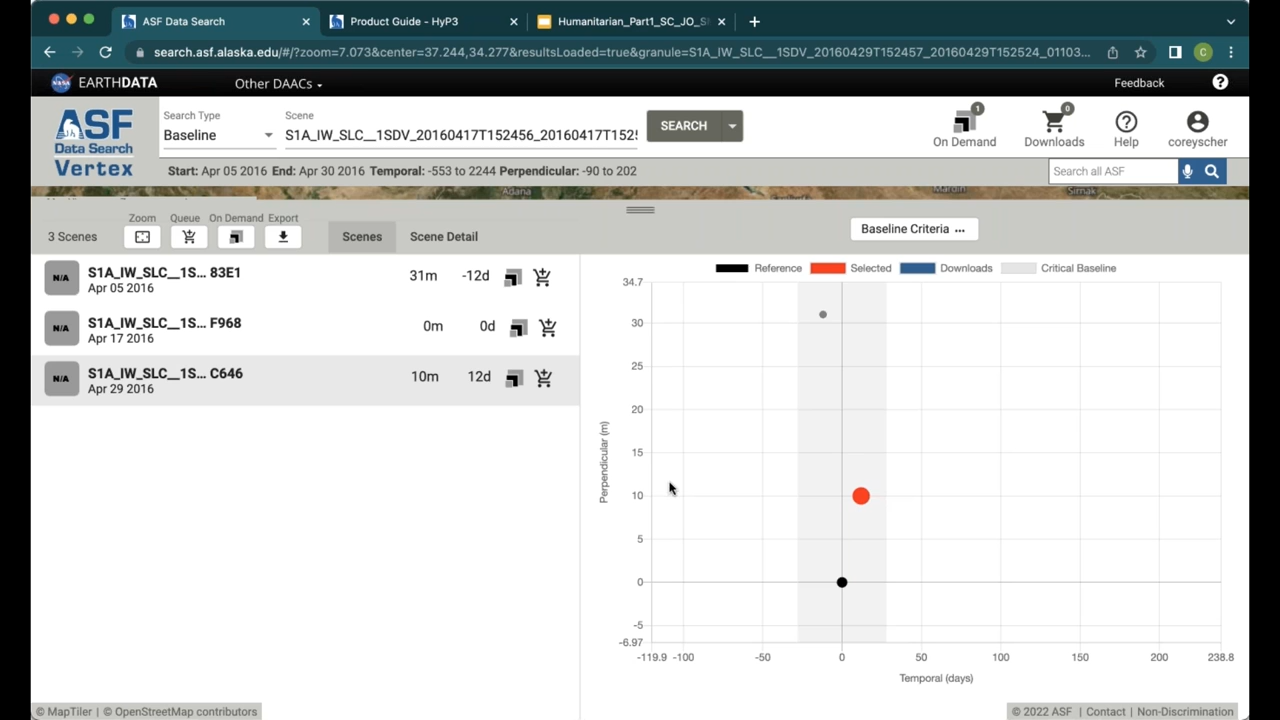 ASF Data Search
Product Guide - HyP3
Humanitarian_Part1_SC_JO_S
search.asf.alaska.edu/#/?zoom=7.073&center=37.244,34.277&resultsLoaded=true&granule=S1A_IW_SLC__1SDV_20160429T152457_20160429T152524_01103...
C
NASA
EARTHDATA
Other DAACs
Feedback
?
ASF
Data Search
Vertex
Search Type
Baseline
Scene
S1A_IW_SLC__1SDV_20160417T152456_20160417T152
SEARCH
1
On Demand
0
Downloads
Help
coreyscher
Start: Apr 05 2016 End: Apr 30 2016 Temporal: -553 to 2244 Perpendicular: -90 to 202
Search all ASF
Adana
Mardin
Sirnak
3 Scenes
Zoom
Queue
On Demand
Export
Scenes
Scene Detail
Baseline Criteria ...
N/A
S1A_IW_SLC__1S... 83E1
Apr 05 2016
31m
-12d
N/A
S1A_IW_SLC__1S... F968
Apr 17 2016
0m
0d
N/A
S1A_IW_SLC__1S... C646
Apr 29 2016
10m
12d
Reference
Selected
Downloads
Critical Baseline
34.7
30
25
20
15
10
5
0
-5
-6.97
Perpendicular (m)
-119.9
-100
-50
0
50
100
150
200
238.8
Temporal (days)
© MapTiler | © OpenStreetMap contributors
© 2022 ASF | Contact | Non-Discrimination